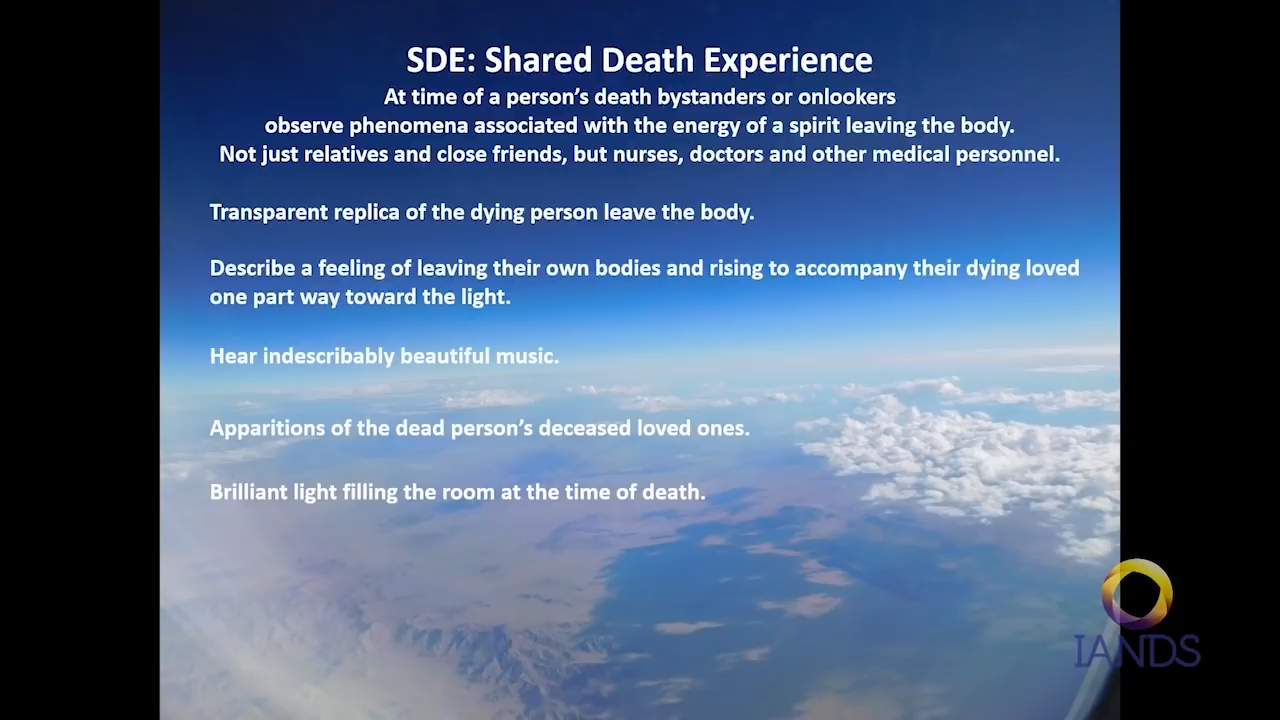 SDE: Shared Death Experience
At time of a person's death bystanders or onlookers
observe phenomena associated with the energy of a spirit leaving the body.
Not just relatives and close friends, but nurses, doctors and other medical personnel.
Transparent replica of the dying person leave the body.
Describe a feeling of leaving their own bodies and rising to accompany their dying loved
one part way toward the light.
Hear indescribably beautiful music.
Apparitions of the dead person's deceased loved ones.
Brilliant light filling the room at the time of death.
IANDS